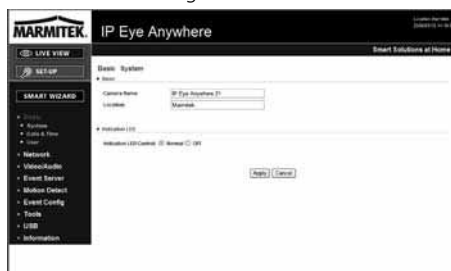 MARMITEK.
IP Eye Anywhere
Smart Solutions at Home
LIVE VIEW
SETUP
SMART WIZARD
Basic
System
Date & Time
User
Network
Video/Audio
Event Server
Motion Detect
Event Config
Tools
USB
Information
Basic System
Basic
Camera Name IP Eye Anywhere 21
Location Marmitek
Indication LED
Indication LED Control: Normal Off
Apply Cancel